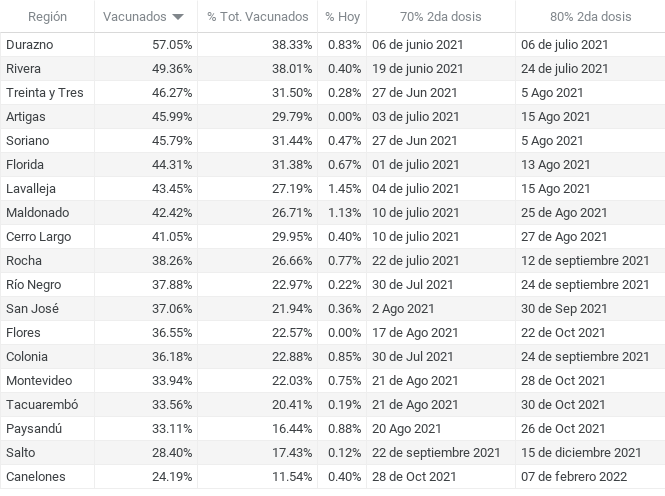 Región Vacunados % Tot. Vacunados % Hoy 70% 2da dosis 80% 2da dosis
Durazno 57.05% 38.33% 0.83% 06 de junio 2021 06 de julio 2021
Rivera 49.36% 38.01% 0.40% 19 de junio 2021 24 de julio 2021
Treinta y Tres 46.27% 31.50% 0.28% 27 de Jun 2021 5 Ago 2021
Artigas 45.99% 29.79% 0.00% 03 de julio 2021 15 Ago 2021
Soriano 45.79% 31.44% 0.47% 27 de Jun 2021 5 Ago 2021
Florida 44.31% 31.38% 0.67% 01 de julio 2021 13 Ago 2021
Lavalleja 43.45% 27.19% 1.45% 04 de julio 2021 15 Ago 2021
Maldonado 42.42% 26.71% 1.13% 10 de julio 2021 25 de Ago 2021
Cerro Largo 41.05% 29.95% 0.40% 10 de julio 2021 27 de Ago 2021
Rocha 38.26% 26.66% 0.77% 22 de julio 2021 12 de septiembre 2021
Río Negro 37.88% 22.97% 0.22% 30 de Jul 2021 24 de septiembre 2021
San José 37.06% 21.94% 0.36% 2 Ago 2021 30 de Sep 2021
Flores 36.55% 22.57% 0.00% 17 de Ago 2021 22 de Oct 2021
Colonia 36.18% 22.88% 0.85% 30 de Jul 2021 24 de septiembre 2021
Montevideo 33.94% 22.03% 0.75% 21 de Ago 2021 28 de Oct 2021
Tacuarembó 33.56% 20.41% 0.19% 21 de Ago 2021 30 de Oct 2021
Paysandú 33.11% 16.44% 0.88% 20 Ago 2021 26 de Oct 2021
Salto 28.40% 17.43% 0.12% 22 de septiembre 2021 15 de diciembre 2021
Canelones 24.19% 11.54% 0.40% 28 de Oct 2021 07 de febrero 2022